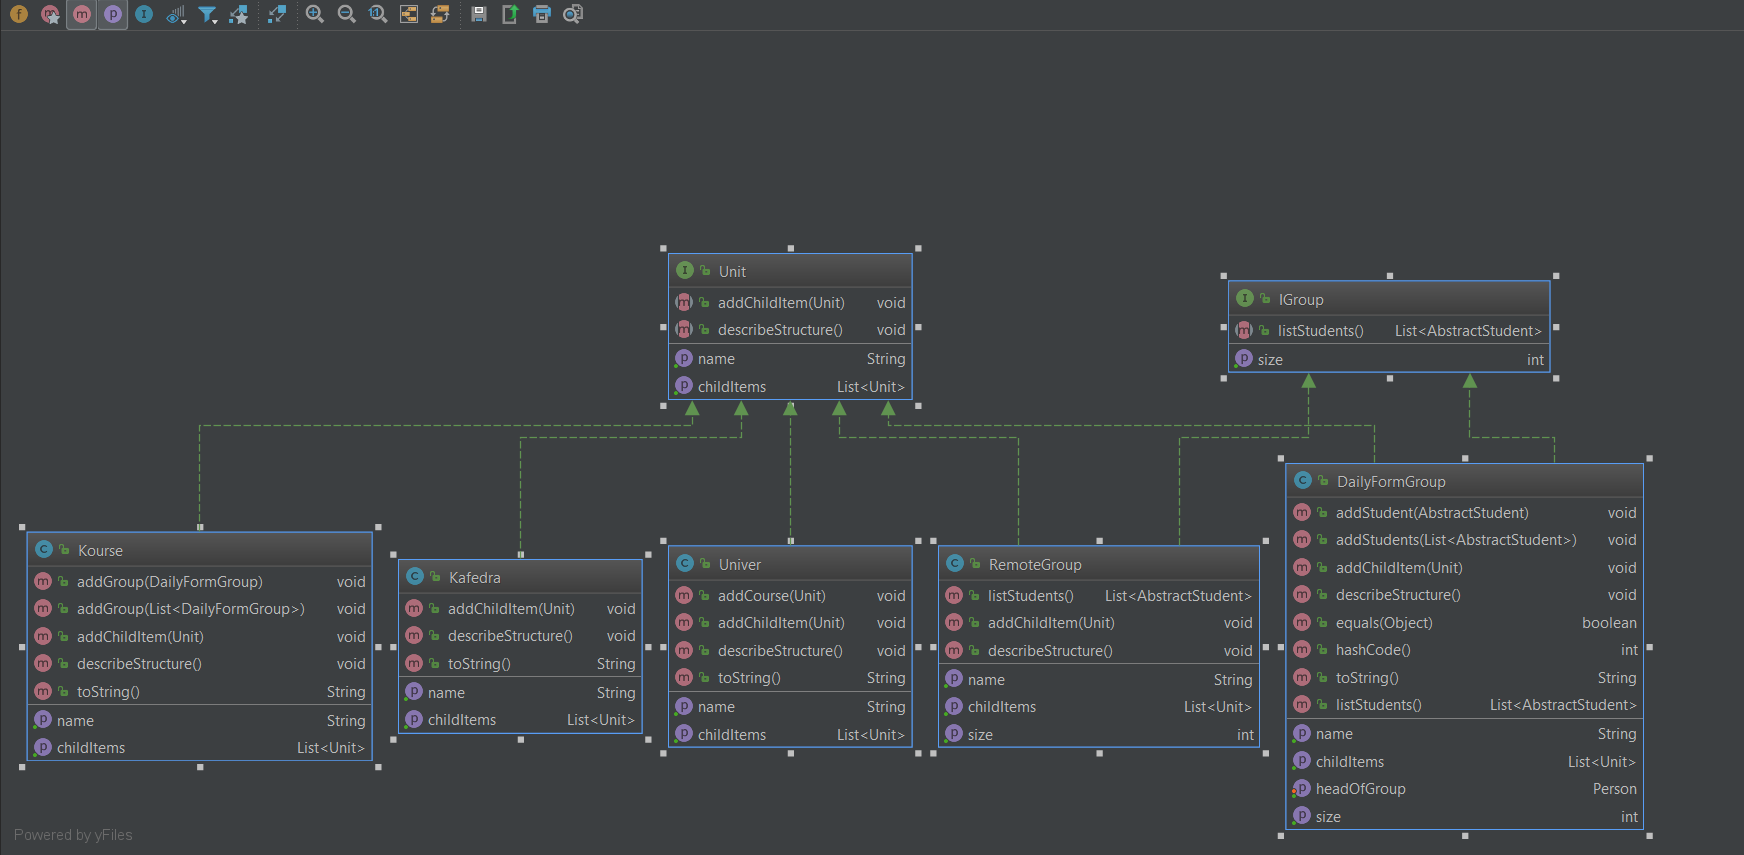 1:1
Unit
addChildItem(Unit) void
describeStructure() void
name String
childItems List<Unit>
IGroup
listStudents() List<AbstractStudent>
size int
Kourse
addGroup(DailyFormGroup) void
addGroup(List<DailyFormGroup>) void
addChildItem(Unit) void
describeStructure() void
toString() String
name String
childItems List<Unit>
Kafedra
addChildItem(Unit) void
describeStructure() void
toString() String
name String
childItems List<Unit>
Univer
addCourse(Unit) void
addChildItem(Unit) void
describeStructure() void
toString() String
name String
childItems List<Unit>
RemoteGroup
listStudents() List<AbstractStudent>
addChildItem(Unit) void
describeStructure() void
name String
childItems List<Unit>
size int
DailyFormGroup
addStudent(AbstractStudent) void
addStudents(List<AbstractStudent>) void
addChildItem(Unit) void
describeStructure() void
equals(Object) boolean
hashCode() int
toString() String
listStudents() List<AbstractStudent>
name String
childItems List<Unit>
headOfGroup Person
size int
Powered by yFiles